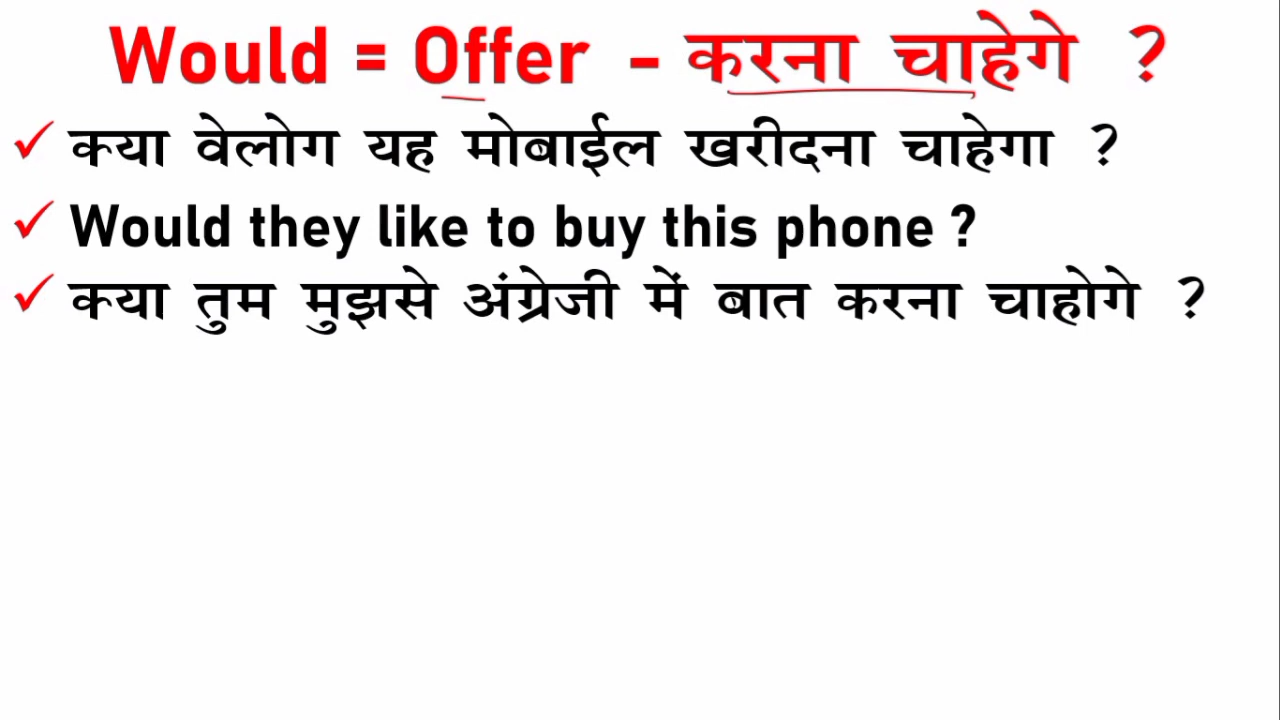 Would = Offer - करना चाहेगे ?
✓ क्या वेलोग यह मोबाईल खरीदना चाहेगा ?
✓ Would they like to buy this phone ?
✓ क्या तुम मुझसे अंग्रेजी में बात करना चाहोगे ?